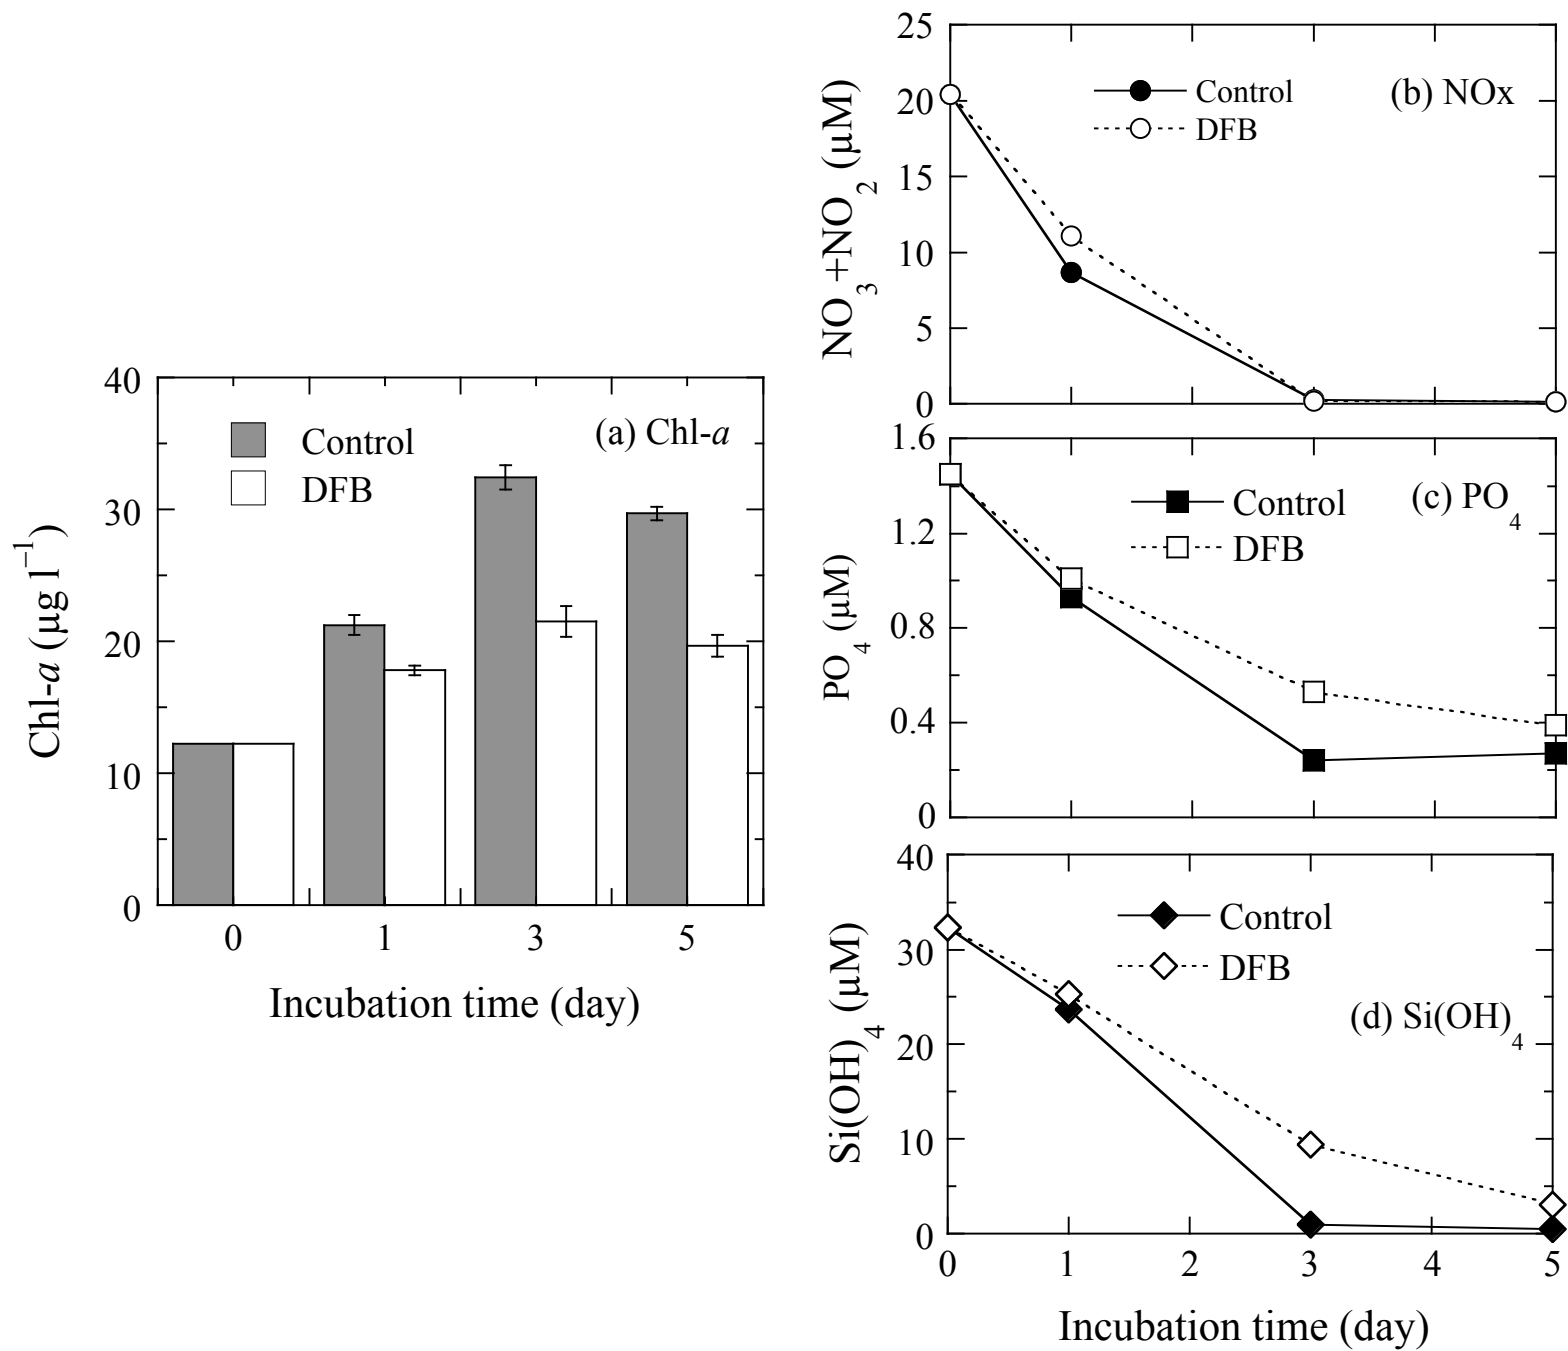 40
30
20
10
0
Chl-a (µg l⁻¹)
Control
DFB
(a) Chl-a
0 1 3 5
Incubation time (day)
25
20
15
10
5
0
NO₃+NO₂ (µM)
Control
DFB
(b) NOx
1.6
1.2
0.8
0.4
0
PO₄ (µM)
Control
DFB
(c) PO₄
40
30
20
10
0
Si(OH)₄ (µM)
Control
DFB
(d) Si(OH)₄
0 1 2 3 4 5
Incubation time (day)